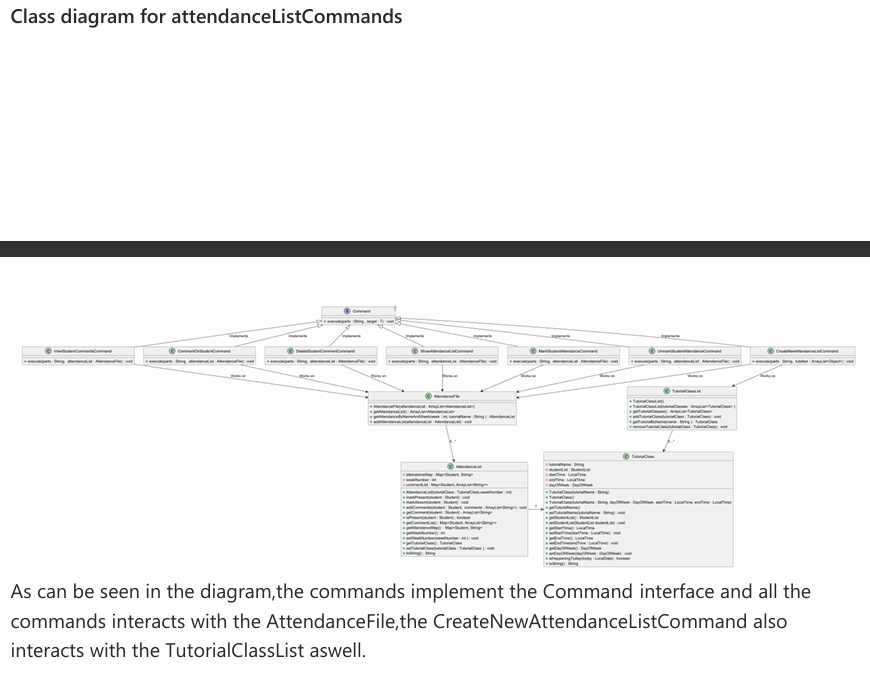 Class diagram for attendanceListCommands
Command
+ execute(parts : String, target : T) : void
implements
implements
implements
implements
implements
implements
implements
ViewStudentCommentsCommand
CommentOnStudentCommand
DeleteStudentCommentCommand
ShowAttendanceListCommand
MarkStudentAttendanceCommand
UnmarkStudentAttendanceCommand
CreateNewAttendanceListCommand
execute(parts : String, attendanceList : AttendanceFile) : void
execute(parts : String, attendanceList : AttendanceFile) : void
execute(parts : String, attendanceList : AttendanceFile) : void
execute(parts : String, attendanceList : AttendanceFile) : void
execute(parts : String, attendanceList : AttendanceFile) : void
execute(parts : String, attendanceList : AttendanceFile) : void
Works on
Works on
Works on
Works on
Works on
Works on
Works on
AttendanceFile
AttendanceFile(attendanceList : ArrayList<AttendanceList>)
getAttendanceList() : ArrayList<AttendanceList>
getAttendanceByNameAndWeek(week : int, tutorialName : String) : AttendanceList
addAttendanceList(attendanceList : AttendanceList) : void
TutorialClassList
TutorialClassList()
TutorialClassList(tutorialClasses : ArrayList<TutorialClass>)
getTutorialClasses() : ArrayList<TutorialClass>
addTutorialClass(tutorialClass : TutorialClass) : void
getTutorialByName(name : String) : TutorialClass
removeTutorialClass(tutorialClass : TutorialClass) : void
AttendanceList
attendanceMap : Map<Student, String>
weekNumber : int
commentList : Map<Student, ArrayList<String>>
AttendanceList(tutorialClass : TutorialClass, weekNumber : int)
markPresent(student : Student) : void
markAbsent(student : Student) : void
addComments(student : Student, comments : ArrayList<String>) : void
getComment(student : Student) : ArrayList<String>
isPresent(student : Student) : boolean
getCommentList() : Map<Student, ArrayList<String>>
getAttendanceMap() : Map<Student, String>
getWeekNumber() : int
setWeekNumber(weekNumber : int) : void
getTutorialClass() : TutorialClass
setTutorialClass(tutorialClass : TutorialClass) : void
toString() : String
TutorialClass
tutorialName : String
studentList : StudentList
startTime : LocalTime
endTime : LocalTime
dayOfWeek : DayOfWeek
TutorialClass(tutorialName : String)
TutorialClass()
TutorialClass(tutorialName : String, dayOfWeek : DayOfWeek, startTime : LocalTime, endTime : LocalTime)
getTutorialName()
setTutorialName(tutorialName : String) : void
getStudentList() : StudentList
setStudentList(StudentList studentList) : void
getStartTime() : LocalTime
setStartTime(startTime : LocalTime) : void
getEndTime() : LocalTime
setEndTime(endTime : LocalTime) : void
getDayOfWeek() : DayOfWeek
setDayOfWeek(dayOfWeek : DayOfWeek) : void
isHappeningToday(today : LocalDate) : boolean
toString() : String
As can be seen in the diagram,the commands implement the Command interface and all the
commands interacts with the AttendanceFile,the CreateNewAttendanceListCommand also
interacts with the TutorialClassList aswell.